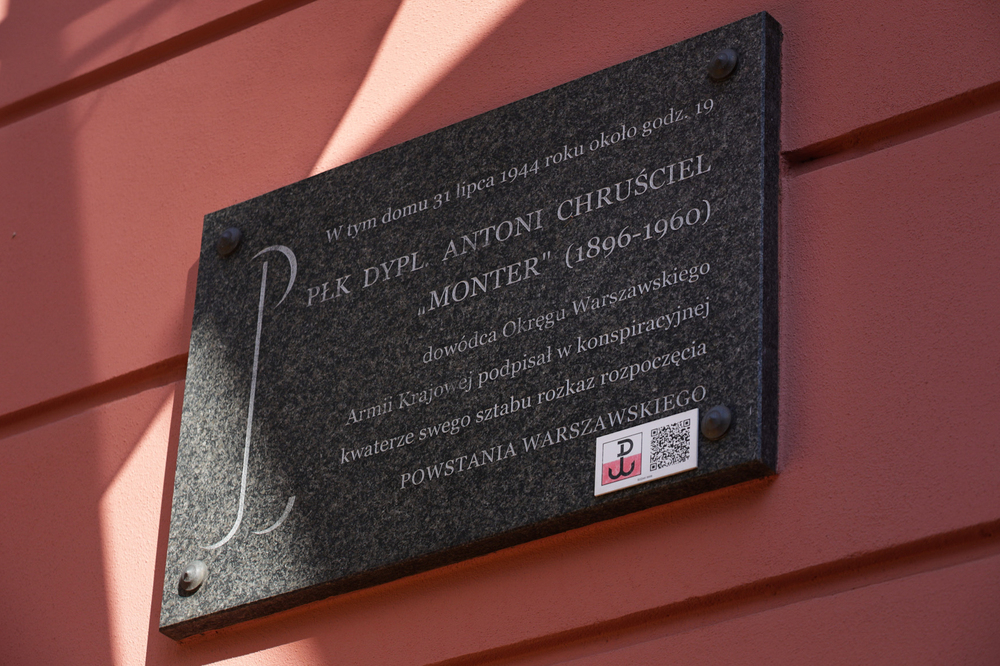 W tym domu 31 lipca 1944 roku około godz. 19
PŁK DYPL. ANTONI CHRUŚCIEL
„MONTER" (1896-1960)
dowódca Okręgu Warszawskiego
Armii Krajowej podpisał w konspiracyjnej
kwaterze swego sztabu rozkaz rozpoczęcia
POWSTANIA WARSZAWSKIEGO